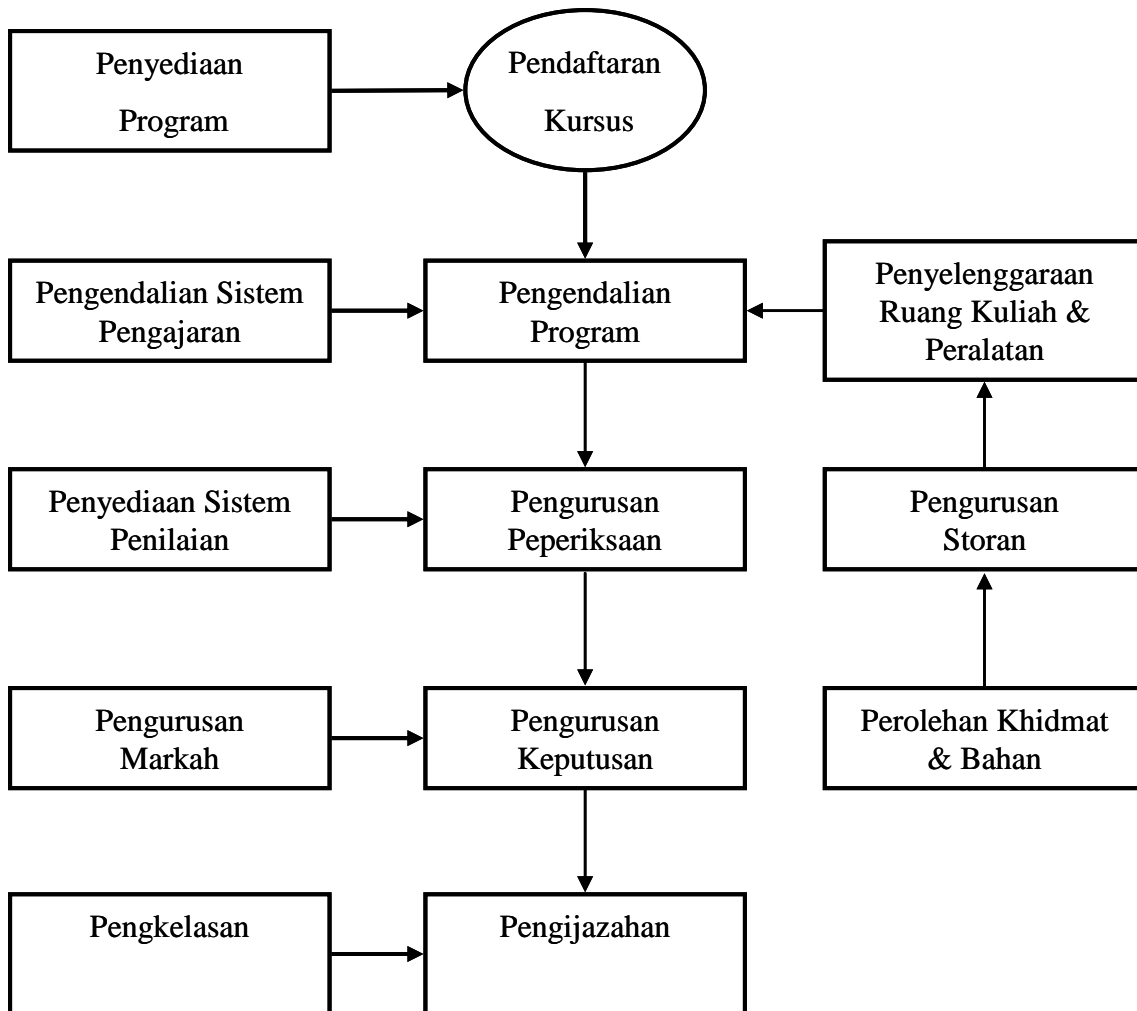 Penyediaan
Program
Pendaftaran
Kursus
Pengendalian Sistem
Pengajaran
Pengendalian
Program
Penyelenggaraan
Ruang Kuliah &
Peralatan
Penyediaan Sistem
Penilaian
Pengurusan
Peperiksaan
Pengurusan
Storan
Pengurusan
Markah
Pengurusan
Keputusan
Perolehan Khidmat
& Bahan
Pengkelasan
Pengijazahan